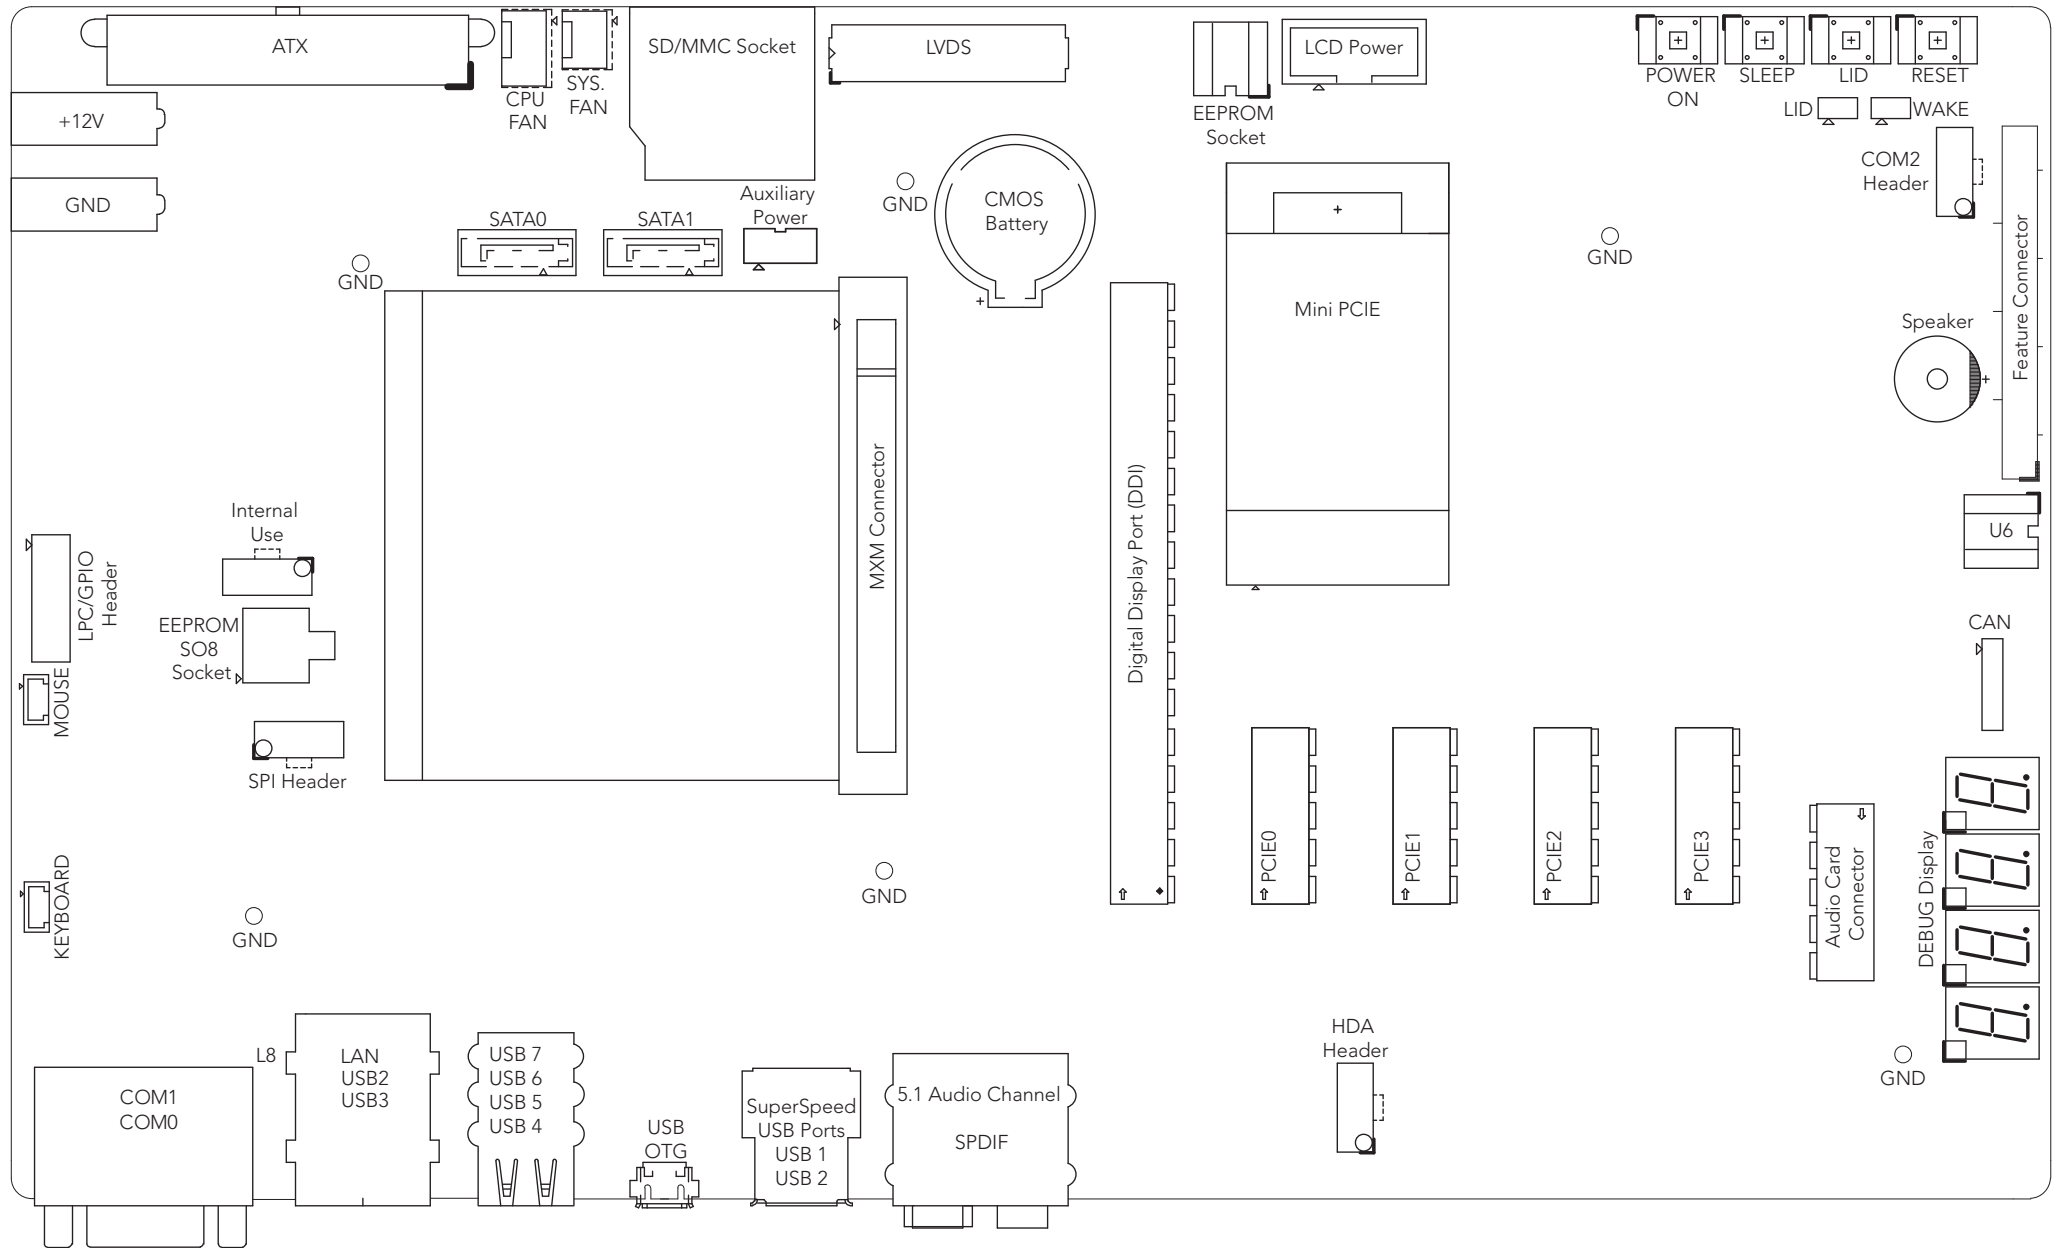 ATX
CPU
FAN
SYS.
FAN
SD/MMC Socket
LVDS
EEPROM
Socket
LCD Power
POWER
ON
SLEEP
LID
RESET
LID
WAKE
+12V
GND
COM2
Header
Feature Connector
SATA0
SATA1
Auxiliary
Power
GND
CMOS
Battery
+
GND
GND
+
Mini PCIE
Speaker
+
MXM Connector
Digital Display Port (DDI)
U6
Internal
Use
LPC/GPIO
Header
EEPROM
SO8
Socket
MOUSE
SPI Header
CAN
KEYBOARD
GND
GND
PCIE0
PCIE1
PCIE2
PCIE3
Audio Card
Connector
DEBUG Display
GND
HDA
Header
COM1
COM0
L8
LAN
USB2
USB3
USB 7
USB 6
USB 5
USB 4
USB
OTG
SuperSpeed
USB Ports
USB 1
USB 2
5.1 Audio Channel
SPDIF